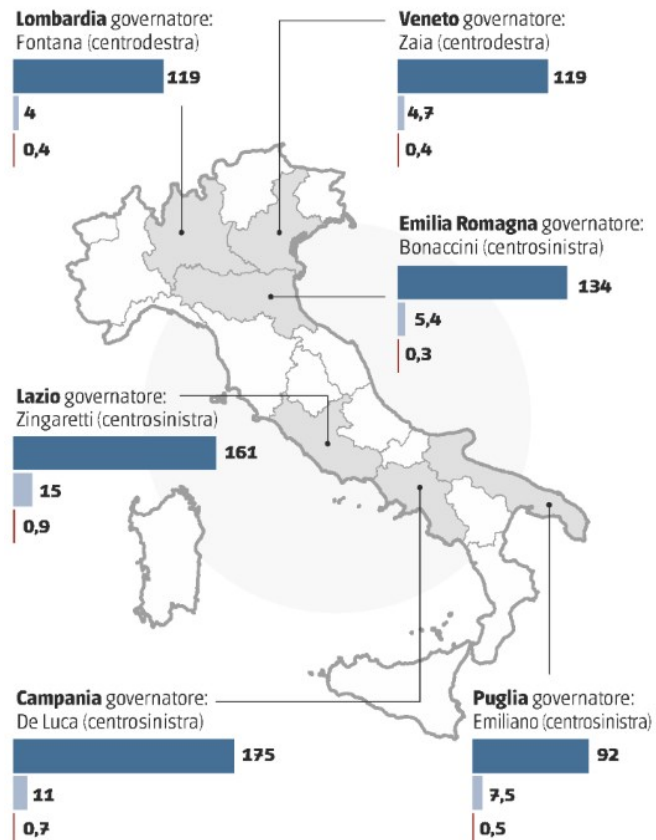 Lombardia governatore:
Fontana (centrodestra)
119
4
0,4
Veneto governatore:
Zaia (centrodestra)
119
4,7
0,4
Emilia Romagna governatore:
Bonaccini (centrosinistra)
134
5,4
0,3
Lazio governatore:
Zingaretti (centrosinistra)
161
15
0,9
Campania governatore:
De Luca (centrosinistra)
175
11
0,7
Puglia governatore:
Emiliano (centrosinistra)
92
7,5
0,5